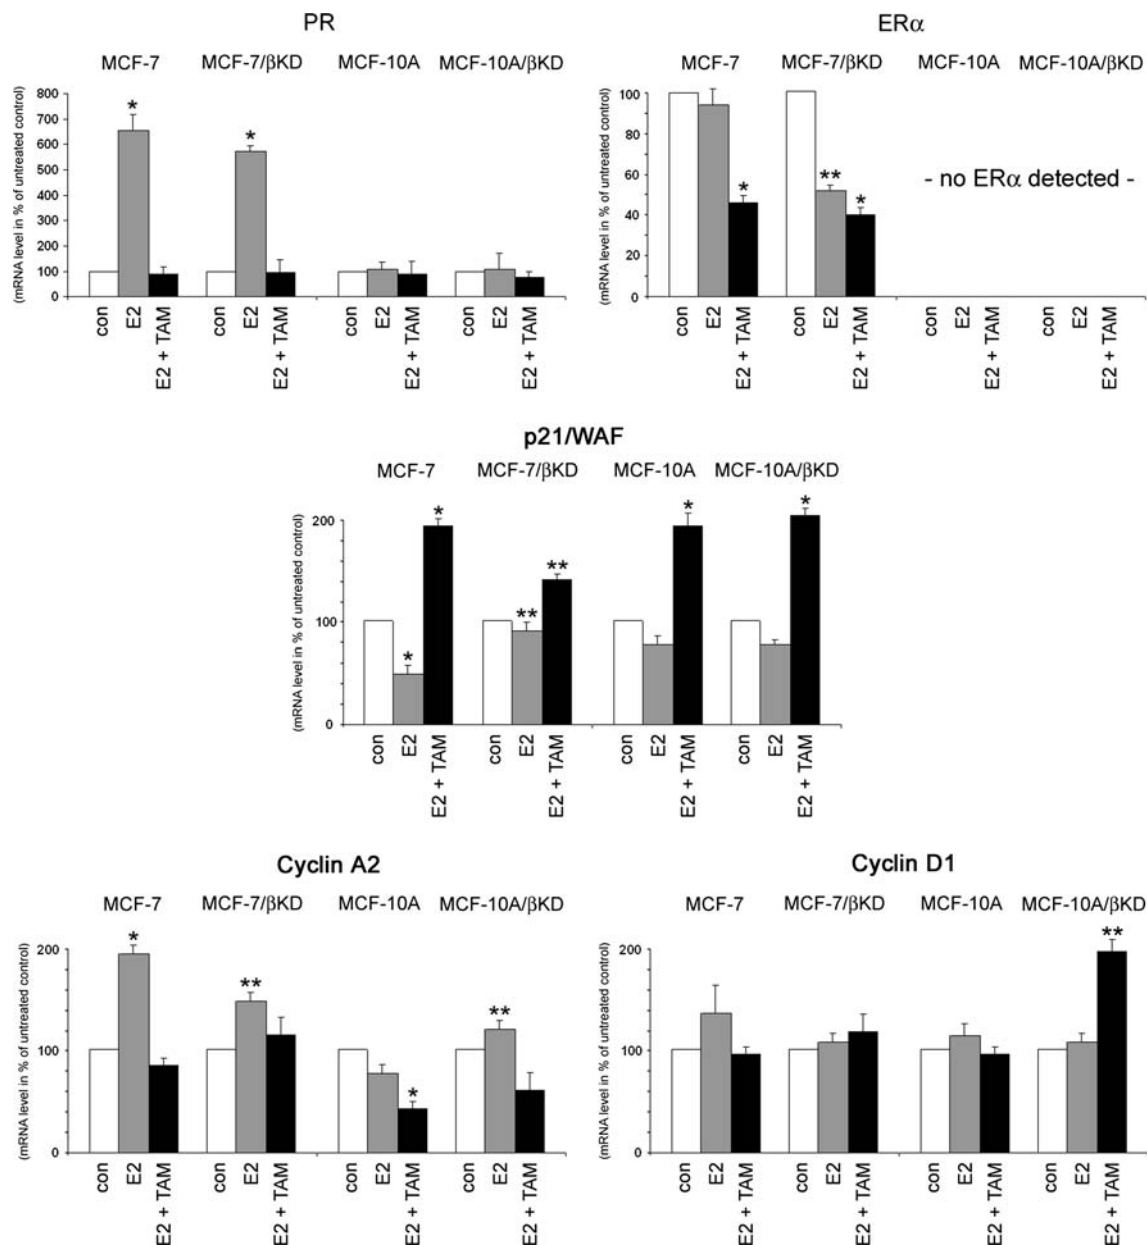 PR
MCF-7 MCF-7/βKD MCF-10A MCF-10A/βKD
(mRNA level in % of untreated control)
800
700
600
500
400
300
200
100
0
* *
con E2 E2 + TAM con E2 E2 + TAM con E2 E2 + TAM con E2 E2 + TAM
ERα
MCF-7 MCF-7/βKD MCF-10A MCF-10A/βKD
(mRNA level in % of untreated control)
100
80
60
40
20
0
* ** *
- no ERα detected -
con E2 E2 + TAM con E2 E2 + TAM con E2 E2 + TAM con E2 E2 + TAM
p21/WAF
MCF-7 MCF-7/βKD MCF-10A MCF-10A/βKD
(mRNA level in % of untreated control)
200
100
0
* * ** ** * *
con E2 E2 + TAM con E2 E2 + TAM con E2 E2 + TAM con E2 E2 + TAM
Cyclin A2
MCF-7 MCF-7/βKD MCF-10A MCF-10A/βKD
(mRNA level in % of untreated control)
200
100
0
* ** * **
con E2 E2 + TAM con E2 E2 + TAM con E2 E2 + TAM con E2 E2 + TAM
Cyclin D1
MCF-7 MCF-7/βKD MCF-10A MCF-10A/βKD
(mRNA level in % of untreated control)
200
100
0
**
con E2 E2 + TAM con E2 E2 + TAM con E2 E2 + TAM con E2 E2 + TAM